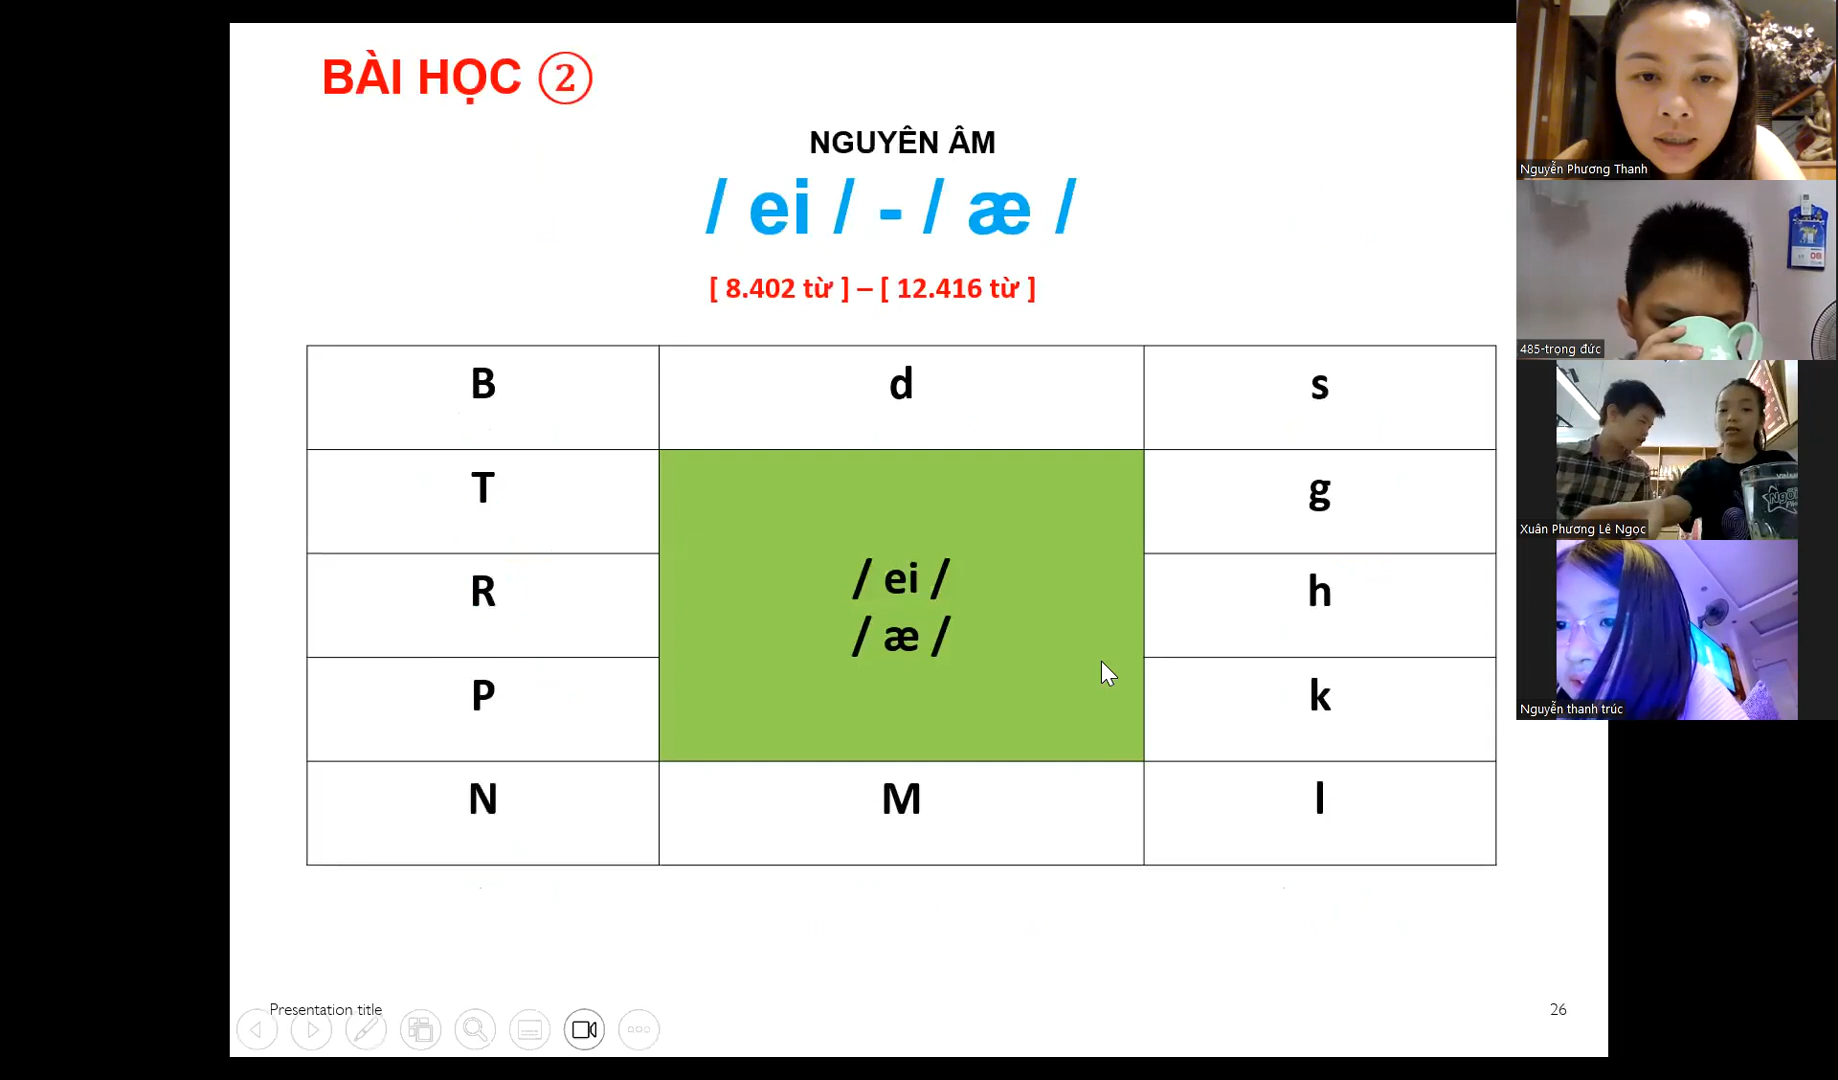 BÀI HỌC ②
NGUYÊN ÂM
/ ei / - / æ /
[ 8.402 từ ] – [ 12.416 từ ]
B d s
T g
/ ei /
R h
/ æ /
P k
N M l
Presentation title
26
Nguyễn Phương Thanh
485-trọng đức
Xuân Phương Lê Ngọc
Nguyễn thanh trúc